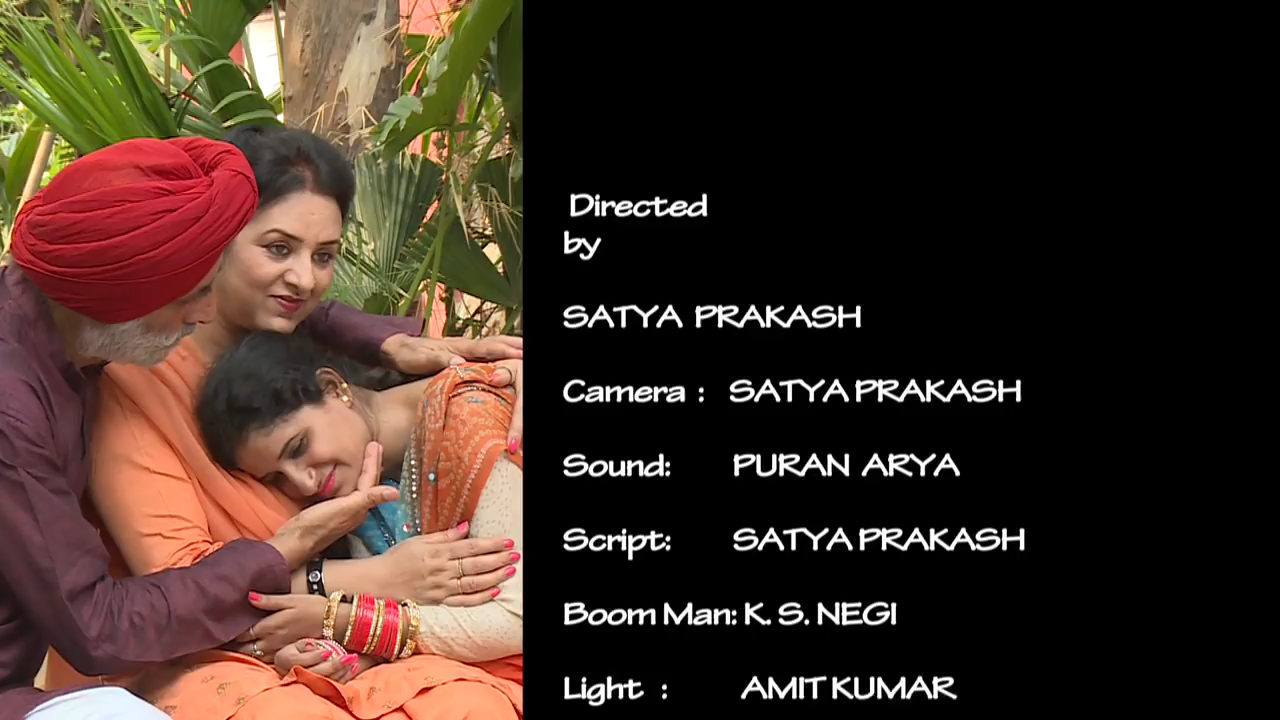 Directed
by
SATYA PRAKASH
Camera : SATYA PRAKASH
Sound: PURAN ARYA
Script: SATYA PRAKASH
Boom Man: K. S. NEGI
Light : AMIT KUMAR